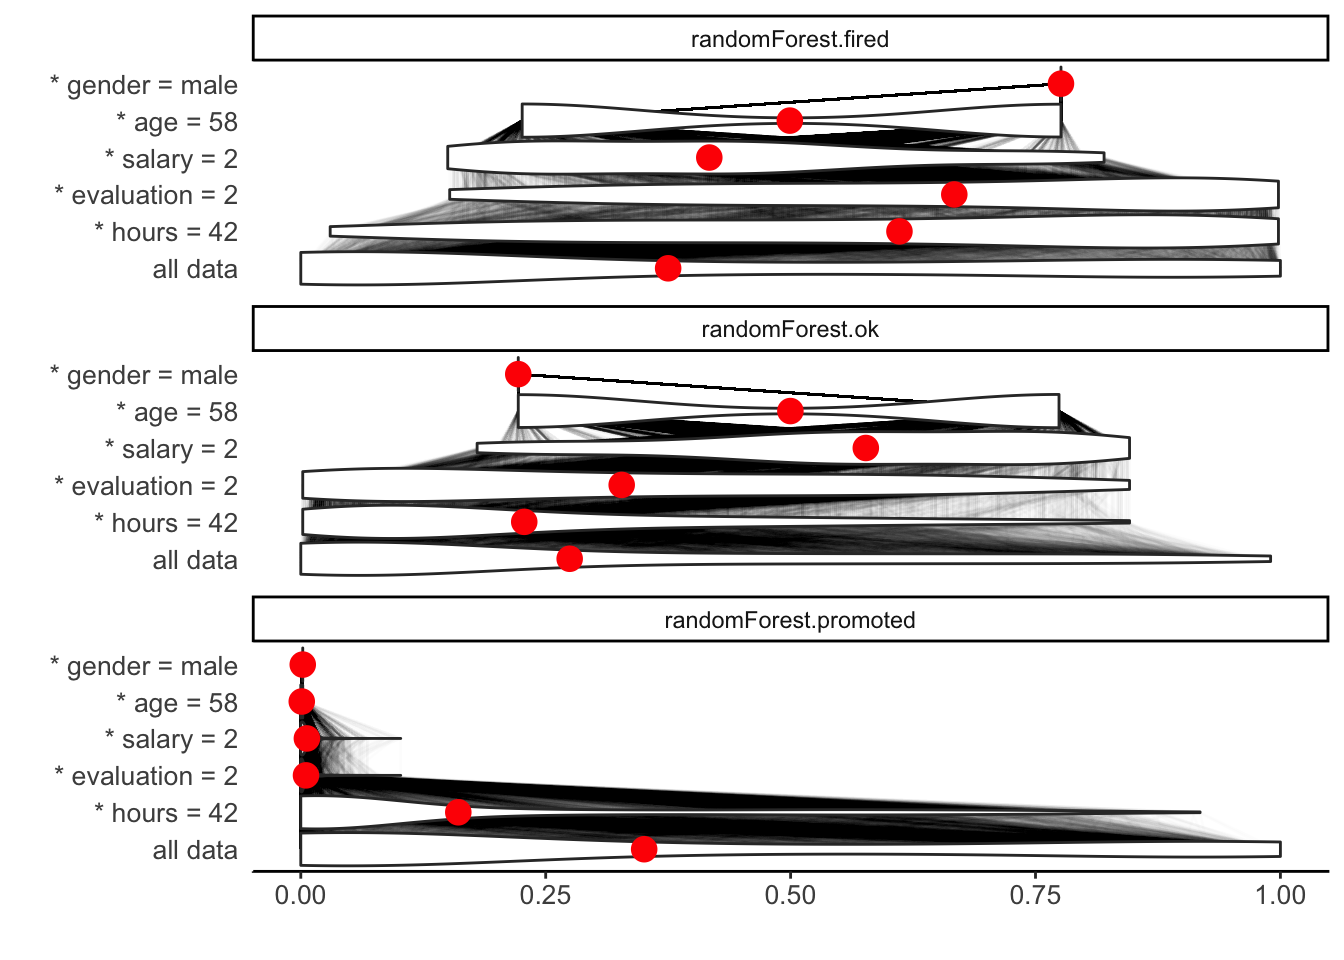 randomForest.fired
* gender = male
* age = 58
* salary = 2
* evaluation = 2
* hours = 42
all data
randomForest.ok
* gender = male
* age = 58
* salary = 2
* evaluation = 2
* hours = 42
all data
randomForest.promoted
* gender = male
* age = 58
* salary = 2
* evaluation = 2
* hours = 42
all data
0.00 0.25 0.50 0.75 1.00